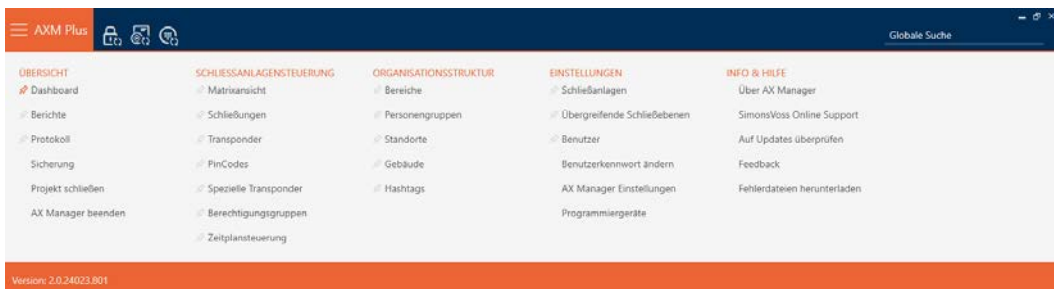 AXM Plus
Globale Suche
ÜBERSICHT
Dashboard
Berichte
Protokoll
Sicherung
Projekt schließen
AX Manager beenden
SCHLIESSANLAGENSTEUERUNG
Matrixansicht
Schließungen
Transponder
PinCodes
Spezielle Transponder
Berechtigungsgruppen
Zeitplansteuerung
ORGANISATIONSSTRUKTUR
Bereiche
Personengruppen
Standorte
Gebäude
Hashtags
EINSTELLUNGEN
Schließanlagen
Übergreifende Schließebenen
Benutzer
Benutzerkennwort ändern
AX Manager Einstellungen
Programmiergeräte
INFO & HILFE
Über AX Manager
SimonsVoss Online Support
Auf Updates überprüfen
Feedback
Fehlerdateien herunterladen
Version: 2.0.24023.801